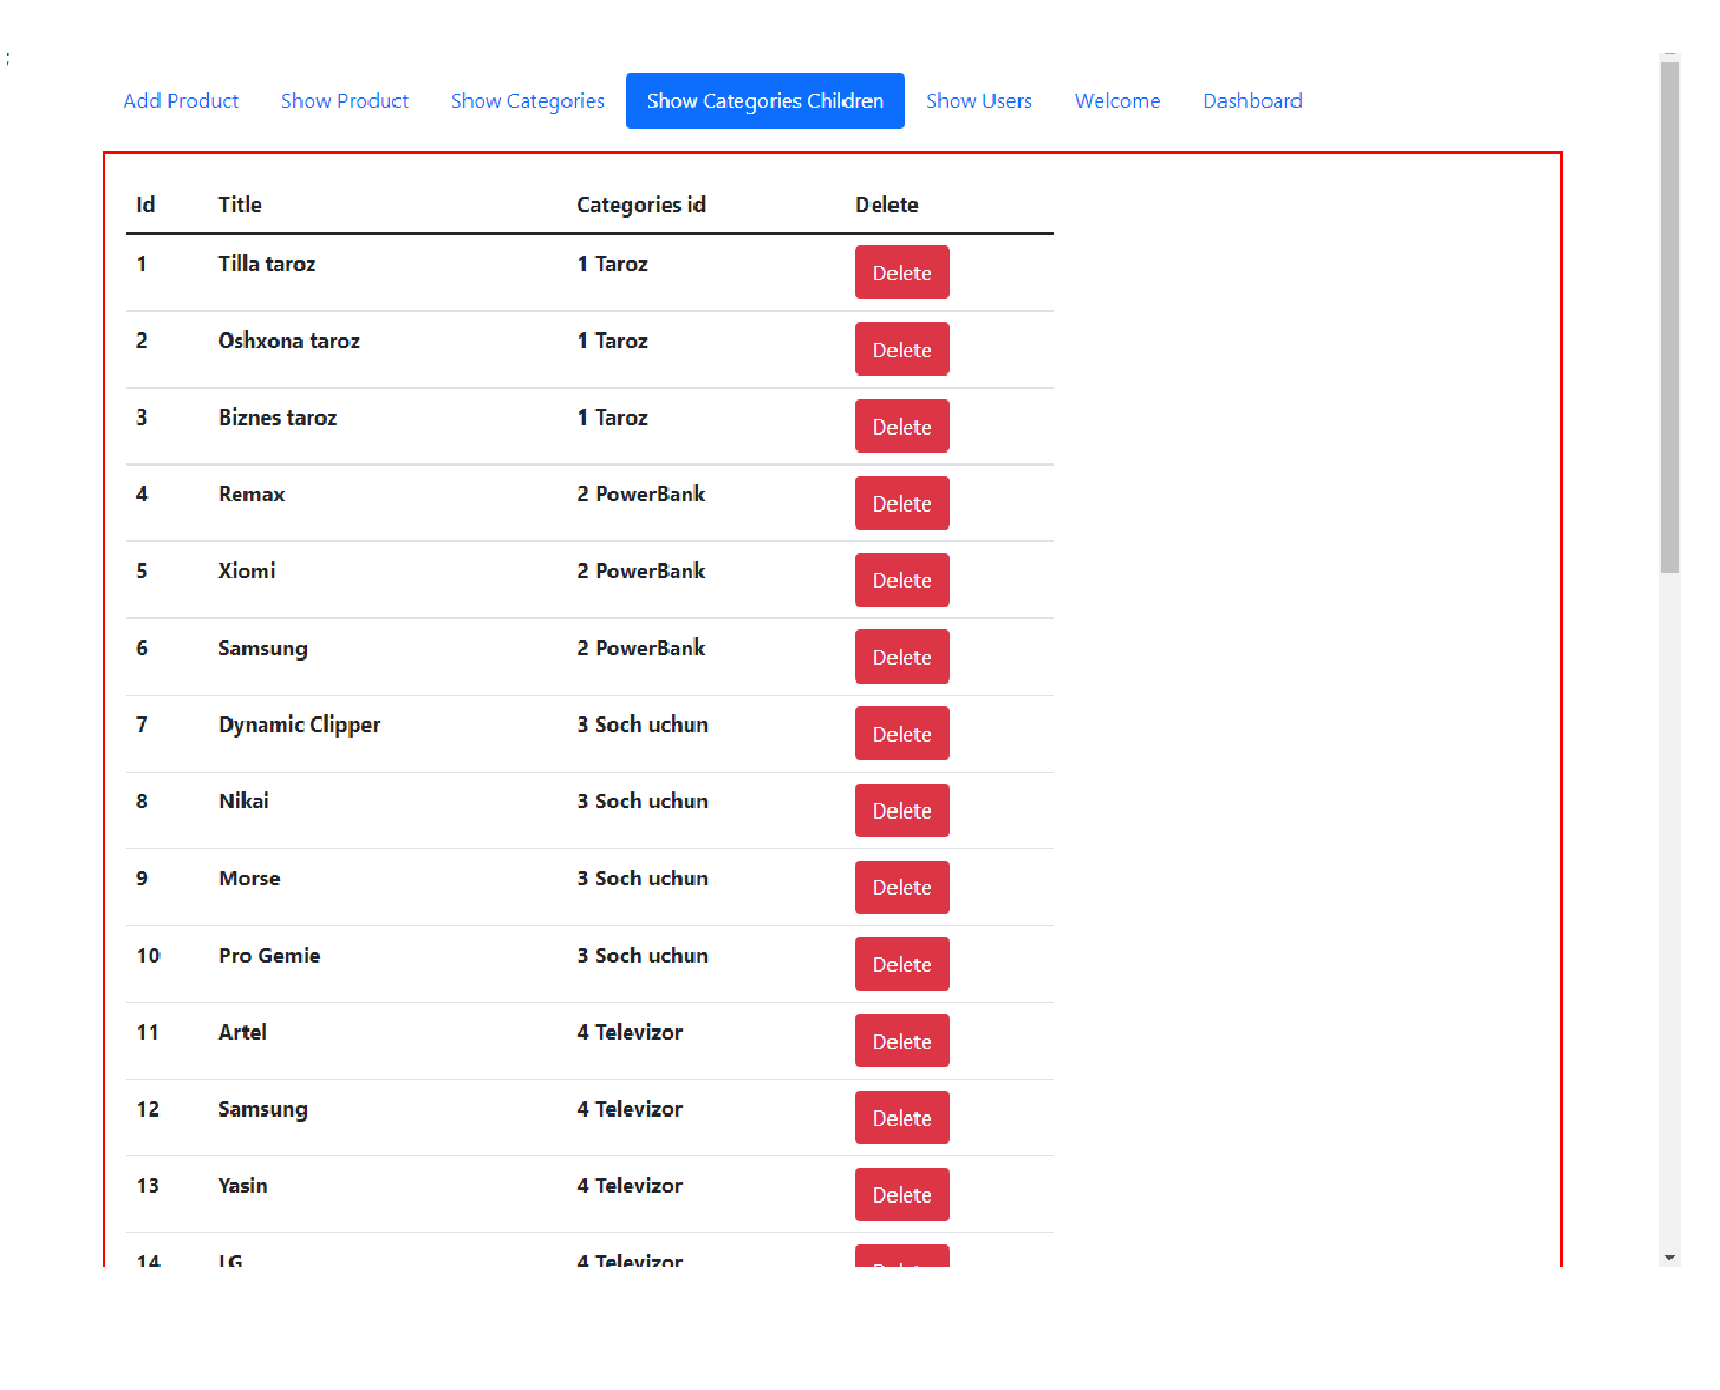 ;
Add Product Show Product Show Categories Show Categories Children Show Users Welcome Dashboard
Id Title Categories id Delete
1 Tilla taroz 1 Taroz Delete
2 Oshxona taroz 1 Taroz Delete
3 Biznes taroz 1 Taroz Delete
4 Remax 2 PowerBank Delete
5 Xiomi 2 PowerBank Delete
6 Samsung 2 PowerBank Delete
7 Dynamic Clipper 3 Soch uchun Delete
8 Nikai 3 Soch uchun Delete
9 Morse 3 Soch uchun Delete
10 Pro Gemie 3 Soch uchun Delete
11 Artel 4 Televizor Delete
12 Samsung 4 Televizor Delete
13 Yasin 4 Televizor Delete
14 LG 4 Televizor